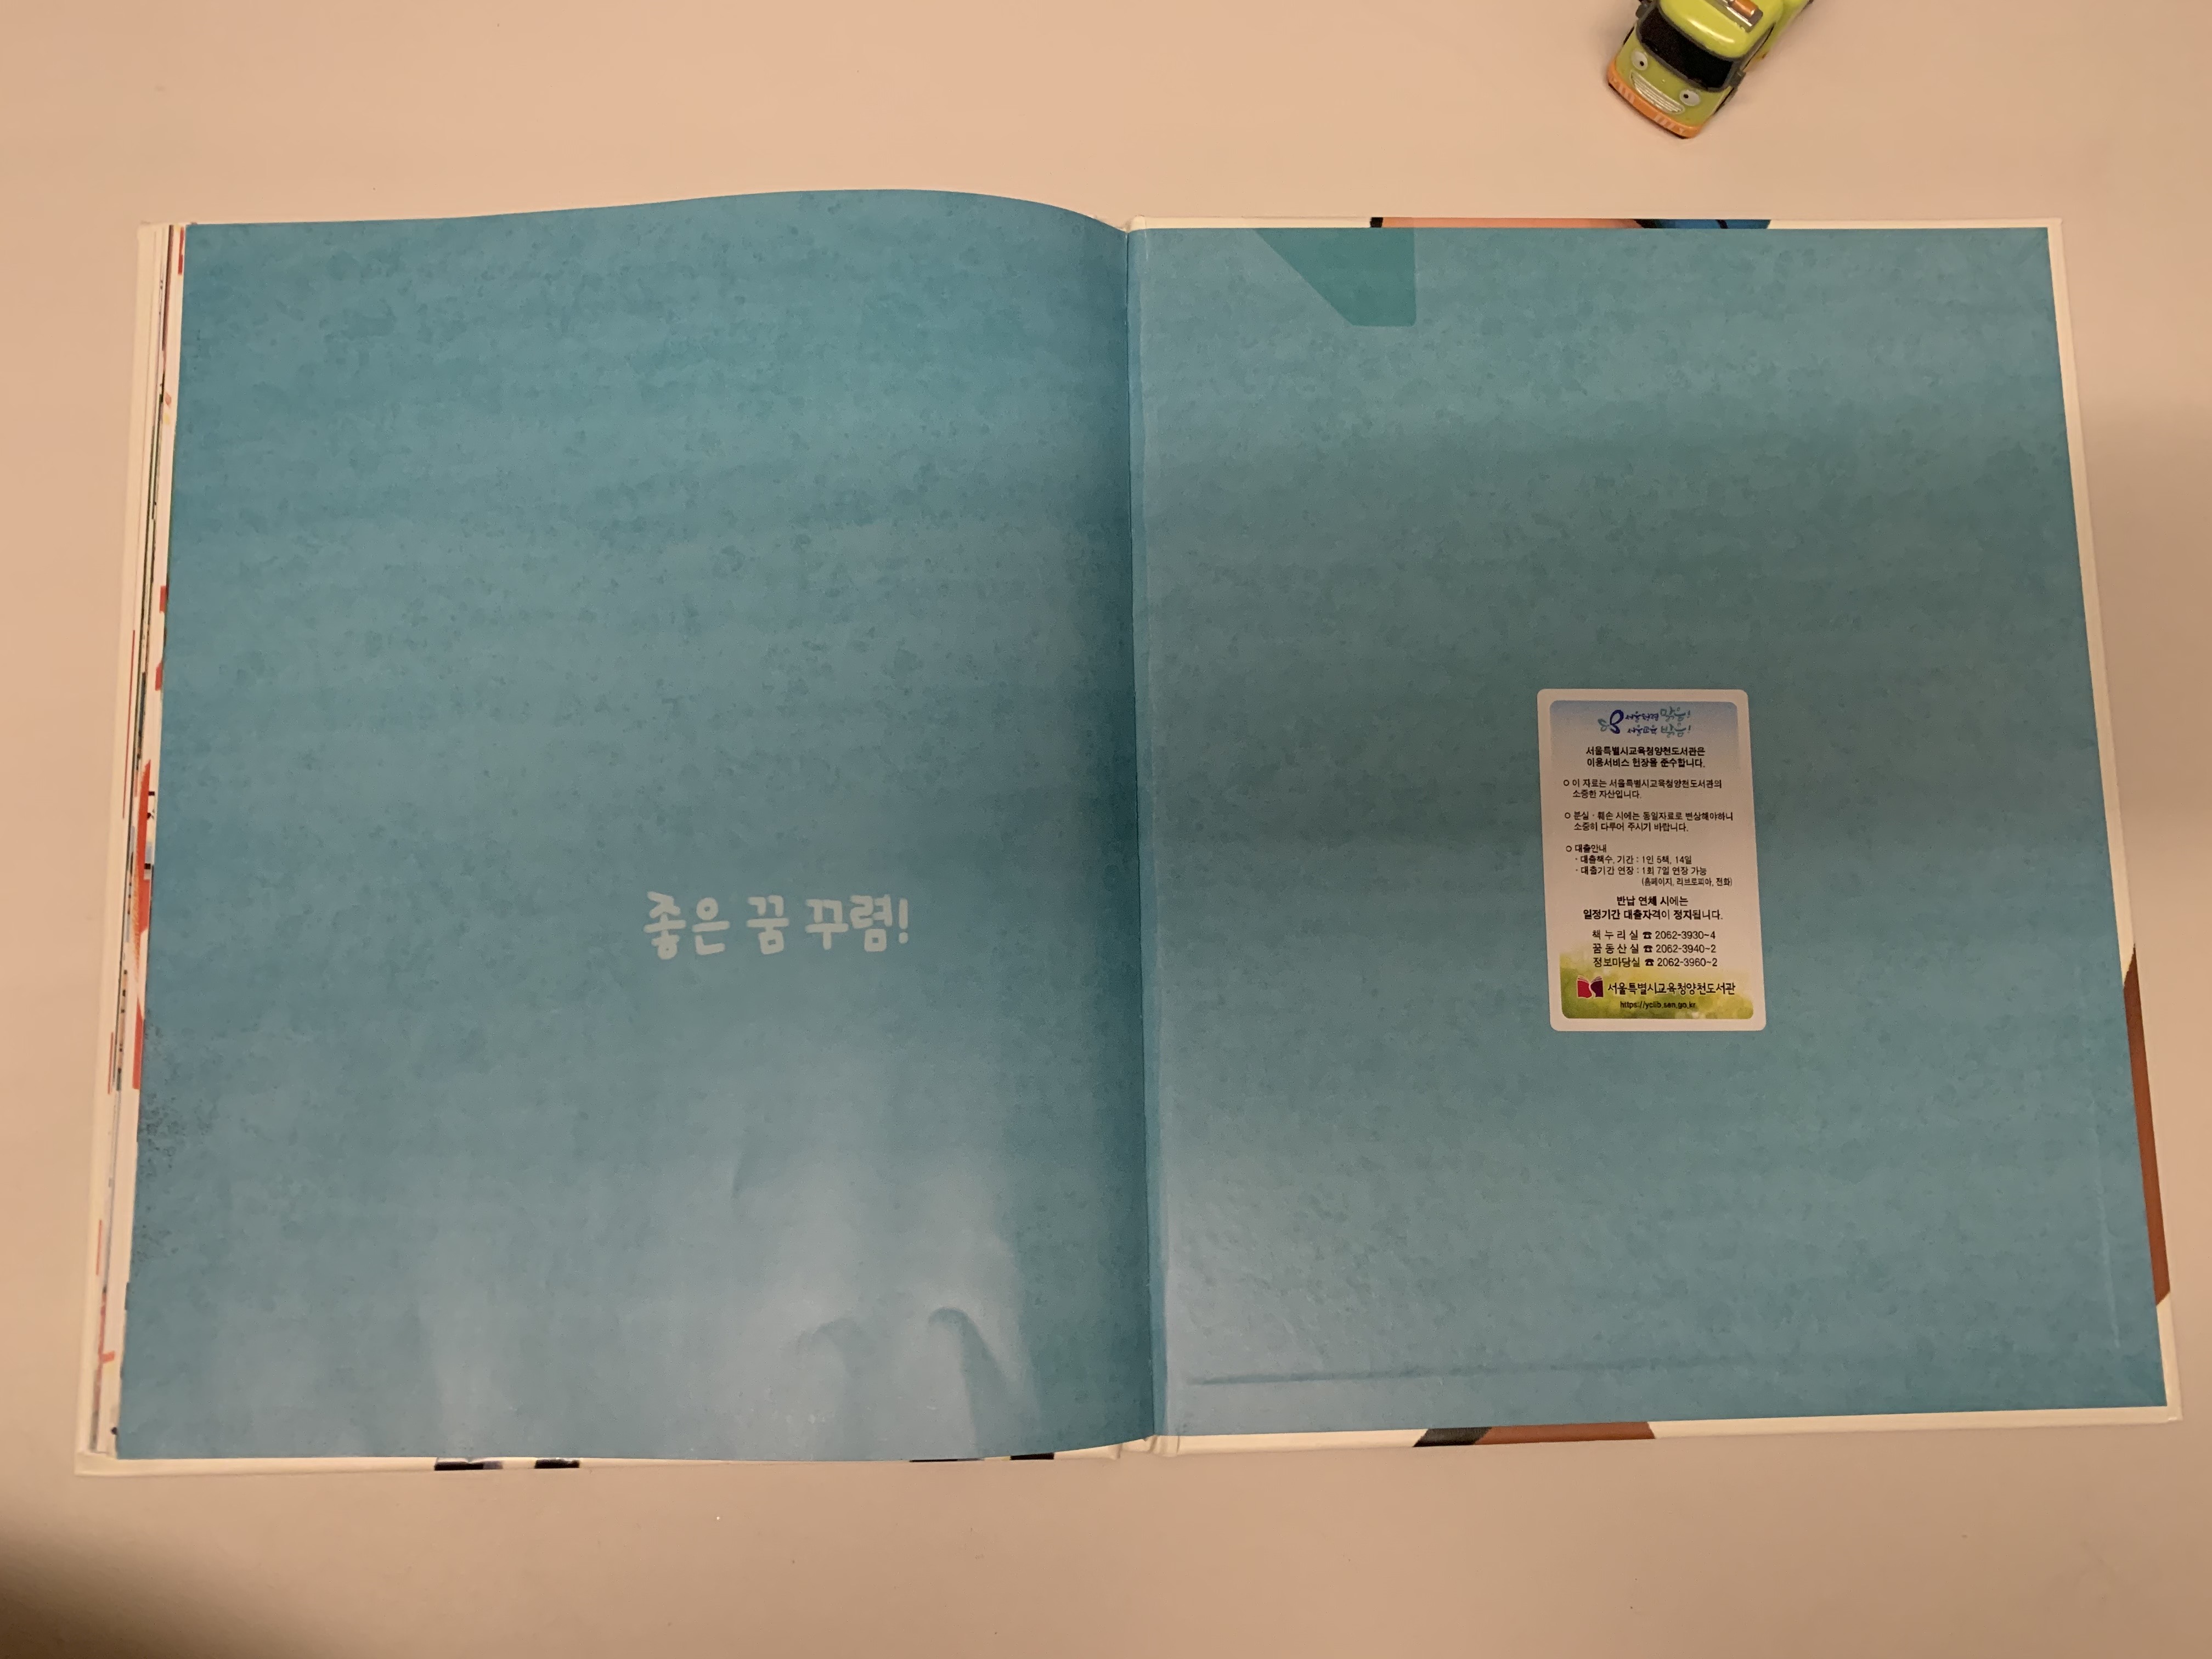 좋은 꿈 꾸렴!
서울특별시교육청양천도서관은
이용서비스 헌장을 준수합니다.
○ 이 자료는 서울특별시교육청양천도서관의
소중한 자산입니다.
○ 분실 · 훼손 시에는 동일자료로 변상해야하니
소중히 다루어 주시기 바랍니다.
○ 대출안내
· 대출책수, 기간 : 1인 5책, 14일
· 대출기간 연장 : 1회 7일 연장 가능
(홈페이지, 리브로피아, 전화)
반납 연체 시에는
일정기간 대출자격이 정지됩니다.
책 누 리 실 ☎ 2062-3930~4
꿈 동 산 실 ☎ 2062-3940~2
정보마당실 ☎ 2062-3960~2
서울특별시교육청양천도서관
https://yclib.sen.go.kr